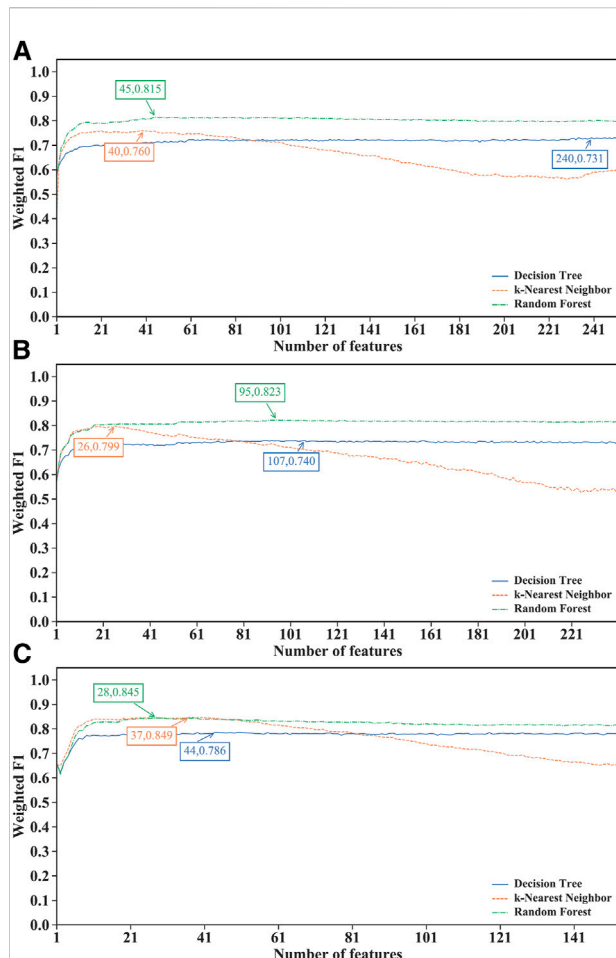 A
1.0
0.9
0.8
0.7
0.6
0.5
0.4
0.3
0.2
0.1
0.0
Weighted F1
45,0.815
40,0.760
240,0.731
Decision Tree
k-Nearest Neighbor
Random Forest
1 21 41 61 81 101 121 141 161 181 201 221 241
Number of features
B
1.0
0.9
0.8
0.7
0.6
0.5
0.4
0.3
0.2
0.1
0.0
Weighted F1
95,0.823
26,0.799
107,0.740
Decision Tree
k-Nearest Neighbor
Random Forest
1 21 41 61 81 101 121 141 161 181 201 221
Number of features
C
1.0
0.9
0.8
0.7
0.6
0.5
0.4
0.3
0.2
0.1
0.0
Weighted F1
28,0.845
37,0.849
44,0.786
Decision Tree
k-Nearest Neighbor
Random Forest
1 21 41 61 81 101 121 141
Number of features